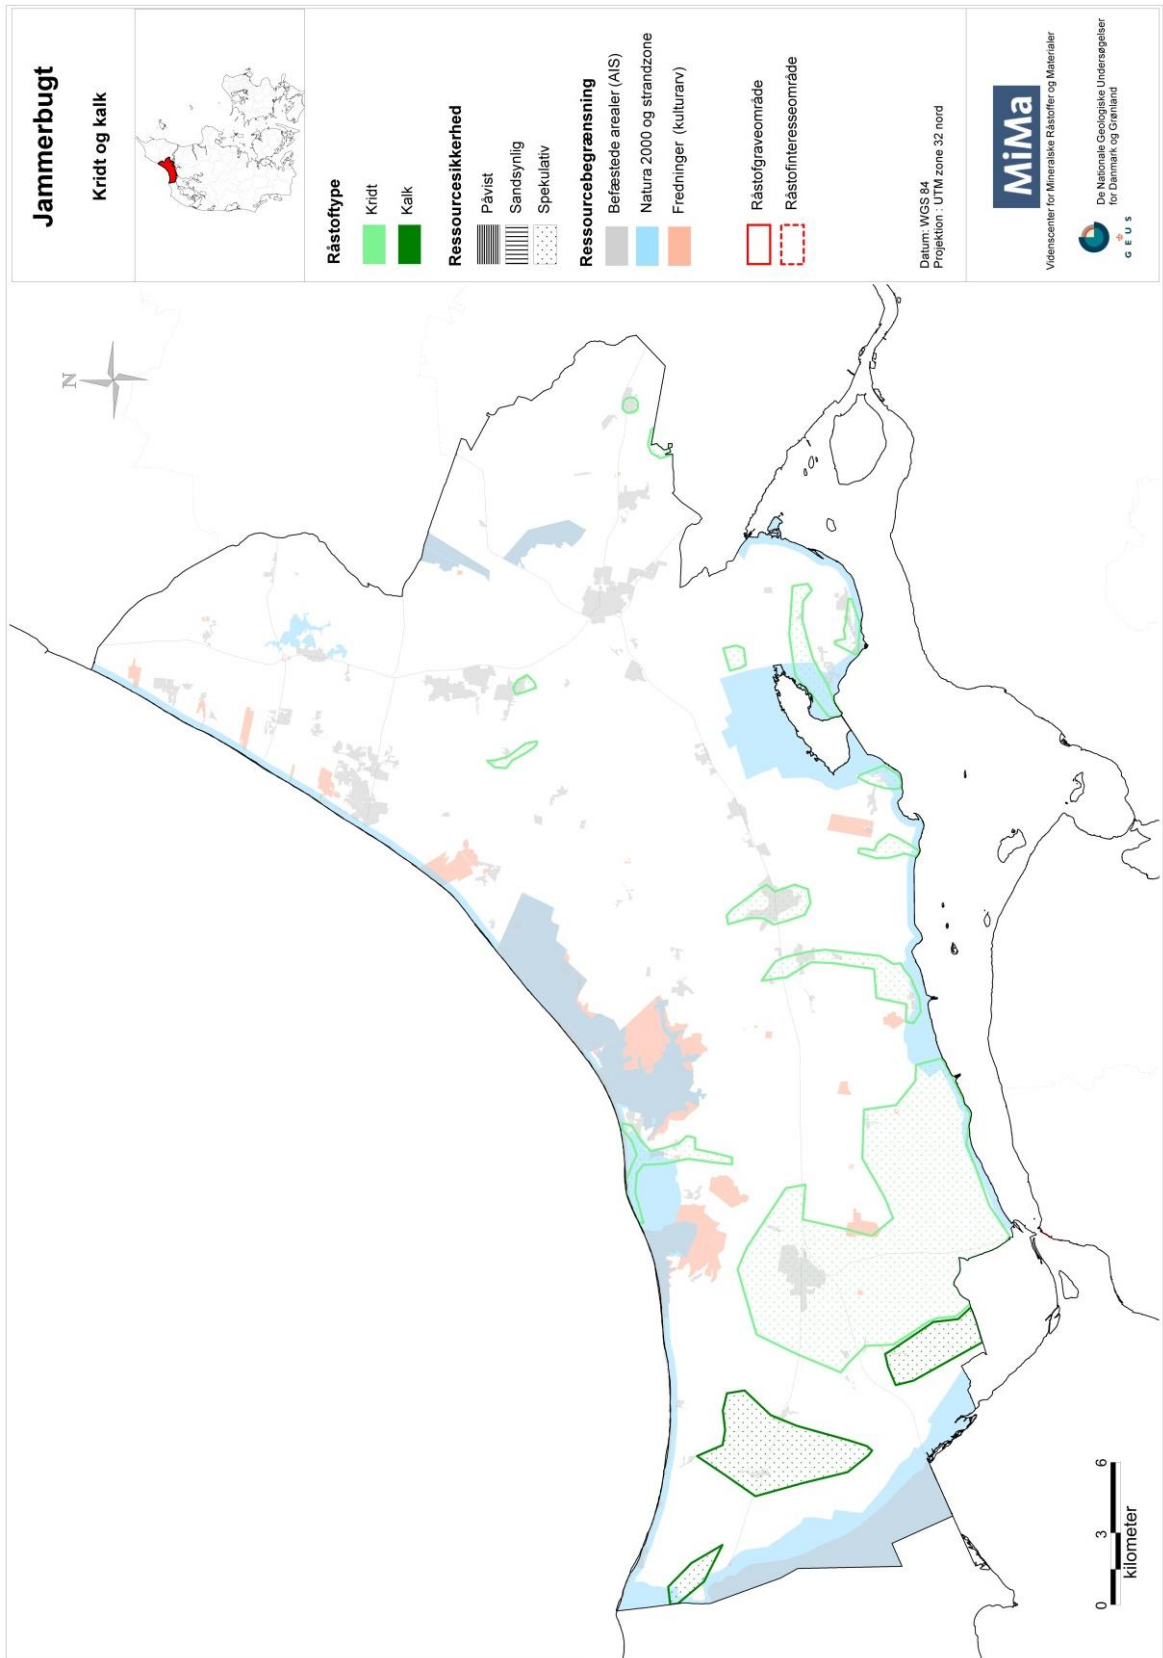 Jammerbugt
Kridt og kalk
Råstoftype
Kridt
Kalk
Ressourcesikkerhed
Påvist
Sandsynlig
Spekulativ
Ressourcebegrænsning
Befæstede arealer (AIS)
Natura 2000 og strandzone
Fredninger (kulturarv)
Råstofgraveområde
Råstofinteresseområde
Datum: WGS 84
Projektion : UTM zone 32 nord
MiMa
Videnscenter for Mineralske Råstoffer og Materialer
G E U S
De Nationale Geologiske Undersøgelser
for Danmark og Grønland
N
0 3 6
kilometer